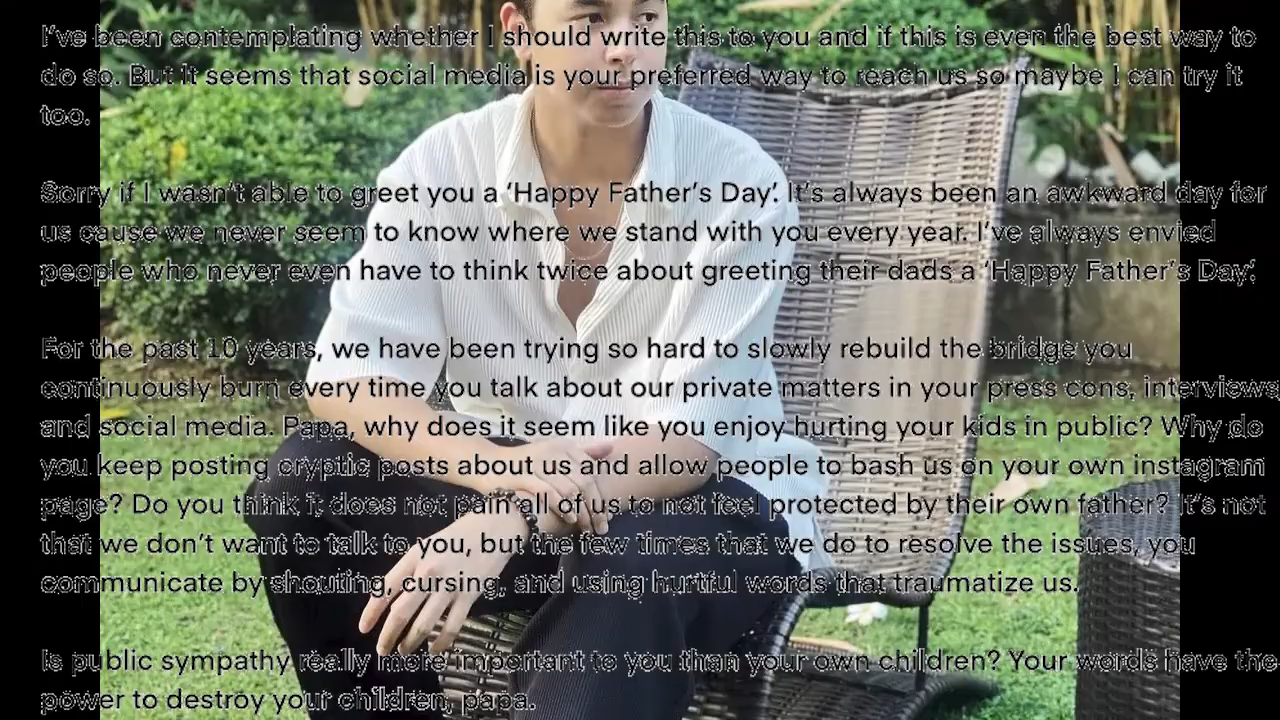 I've been contemplating whether I should write this to you and if this is even the best way to
do so. But it seems that social media is your preferred way to reach us so maybe I can try it
too.
Sorry if I wasn't able to greet you a 'Happy Father's Day'. It's always been an awkward day for
us cause we never seem to know where we stand with you every year. I've always envied
people who never even have to think twice about greeting their dads a 'Happy Father's Day'.
For the past 10 years, we have been trying so hard to slowly rebuild the bridge you
continuously burn every time you talk about our private matters in your press cons, interviews
and social media. Papa, why does it seem like you enjoy hurting your kids in public? Why do
you keep posting cryptic posts about us and allow people to bash us on your own instagram
page? Do you think it does not pain all of us to not feel protected by their own father? It's not
that we don't want to talk to you, but the few times that we do to resolve the issues, you
communicate by shouting, cursing, and using hurtful words that traumatize us.
Is public sympathy really more important to you than your own children? Your words have the
power to destroy your children, papa.